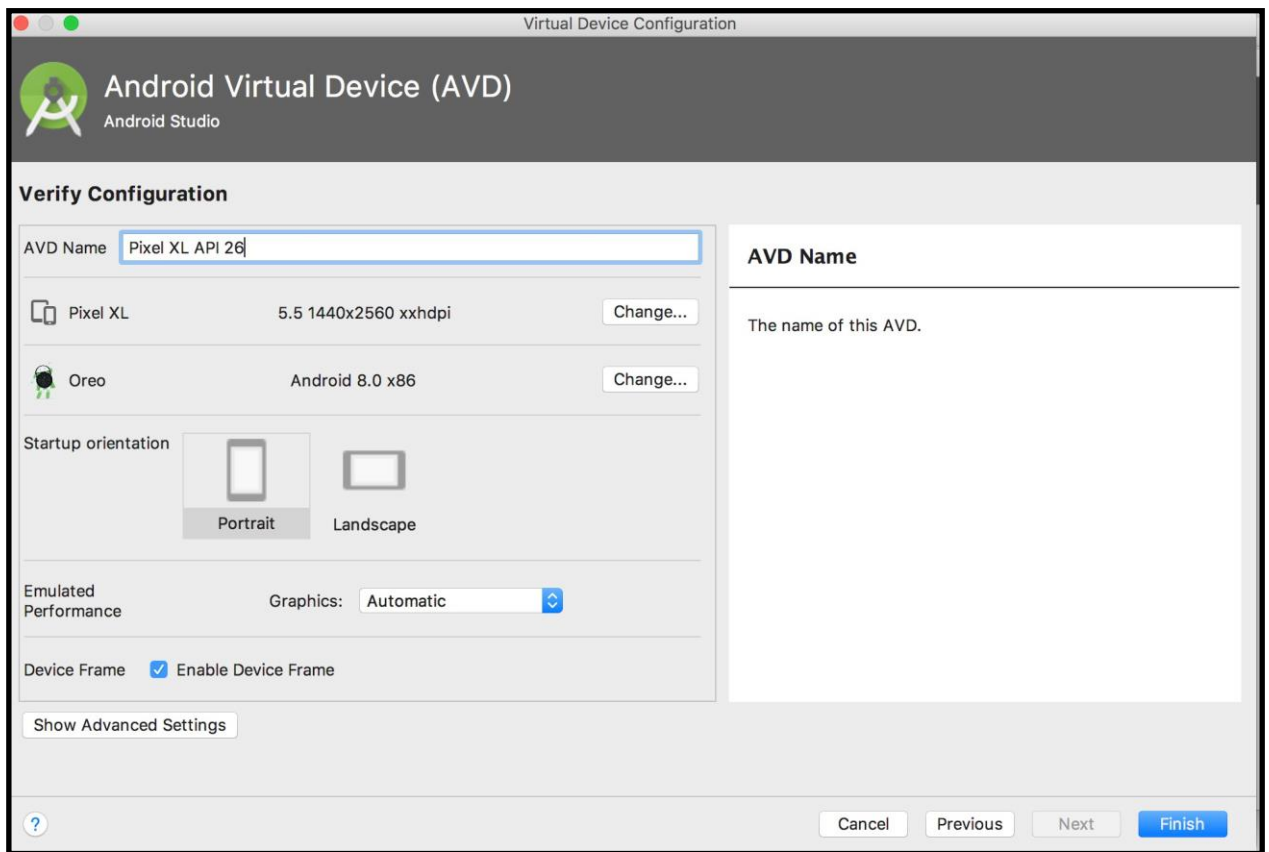 Virtual Device Configuration
Android Virtual Device (AVD)
Android Studio
Verify Configuration
AVD Name Pixel XL API 26
Pixel XL 5.5 1440x2560 xxhdpi Change...
Oreo Android 8.0 x86 Change...
Startup orientation
Portrait Landscape
Emulated
Performance
Graphics: Automatic
Device Frame Enable Device Frame
Show Advanced Settings
AVD Name
The name of this AVD.
? Cancel Previous Next Finish